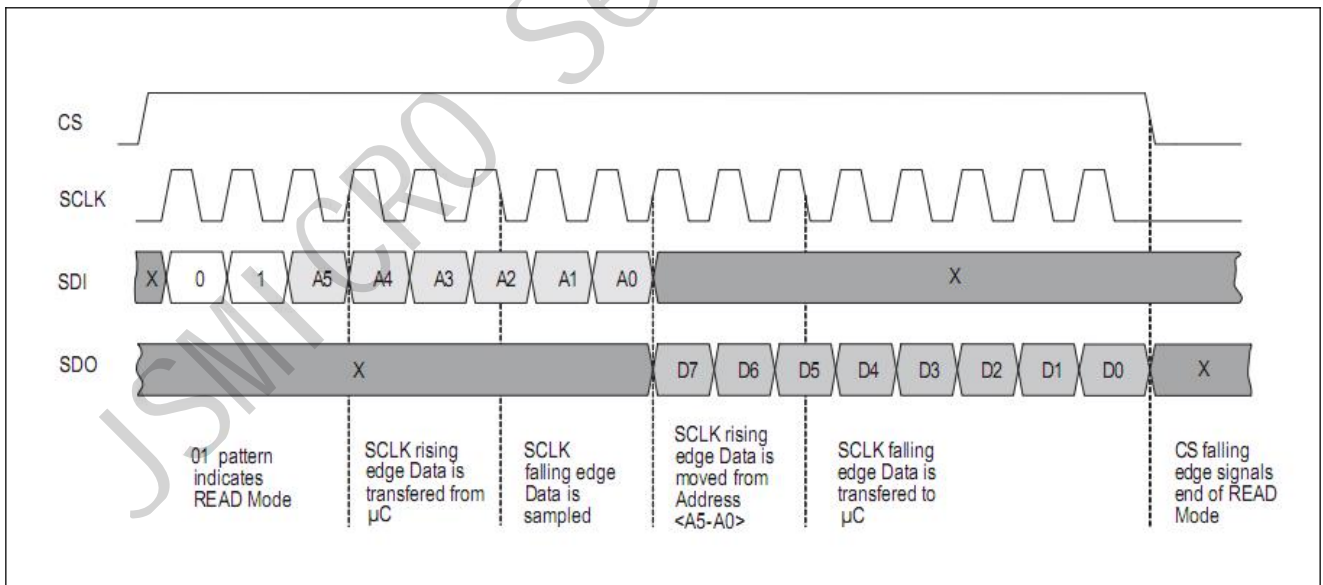 JSMICRO Se
CS
SCLK
SDI
X 0 1 A5 A4 A3 A2 A1 A0 X
SDO
X D7 D6 D5 D4 D3 D2 D1 D0 X
01 pattern
indicates
READ Mode
SCLK rising
edge Data is
transfered from
µC
SCLK
falling edge
Data is
sampled
SCLK rising
edge Data is
moved from
Address
<A5-A0>
SCLK falling
edge Data is
transfered to
µC
CS falling
edge signals
end of READ
Mode